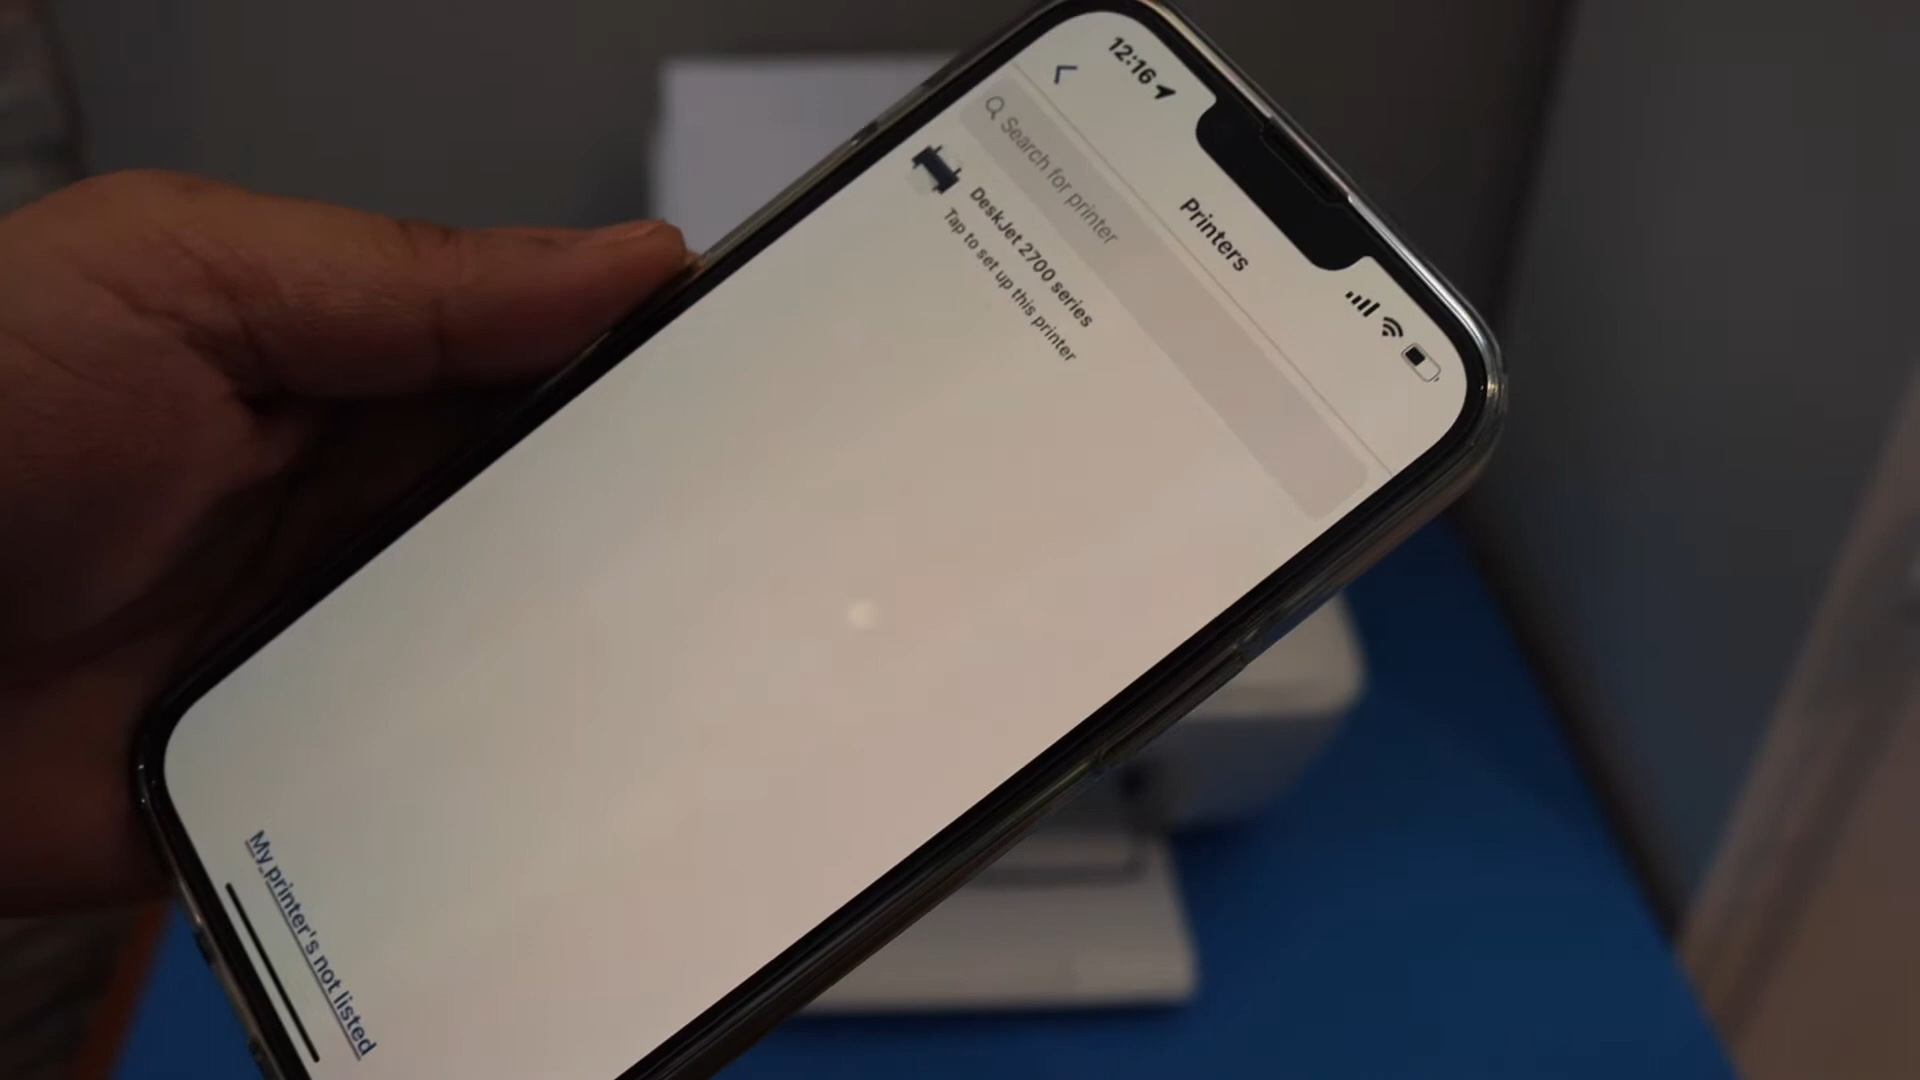 12:16
Printers
Search for printer
DeskJet 2700 series
Tap to set up this printer
My printer's not listed